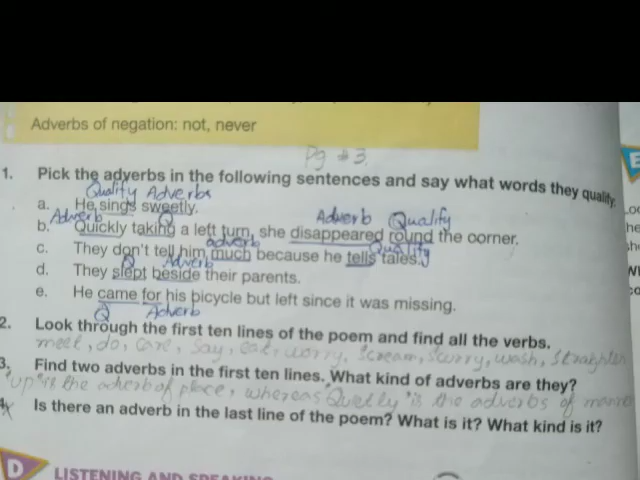 Adverbs of negation: not, never
Pg # 3.
1. Pick the adverbs in the following sentences and say what words they qualify.
Qualify Adverbs
a. He sings sweetly.
Adverb Q Adverb Qualify
b. Quickly taking a left turn, she disappeared round the corner.
adverb Qualify
c. They don't tell him much because he tells tales.
Q Adverb
d. They slept beside their parents.
e. He came for his bicycle but left since it was missing.
Q Adverb
2. Look through the first ten lines of the poem and find all the verbs.
meet, do, care, say, eat, worry, scream, scurry, wash, straighten
3. Find two adverbs in the first ten lines. What kind of adverbs are they?
"up" is the adverb of place, whereas Quietly "is the adverbs of manner
4. Is there an adverb in the last line of the poem? What is it? What kind is it?
D LISTENING AND SPEAKING
E